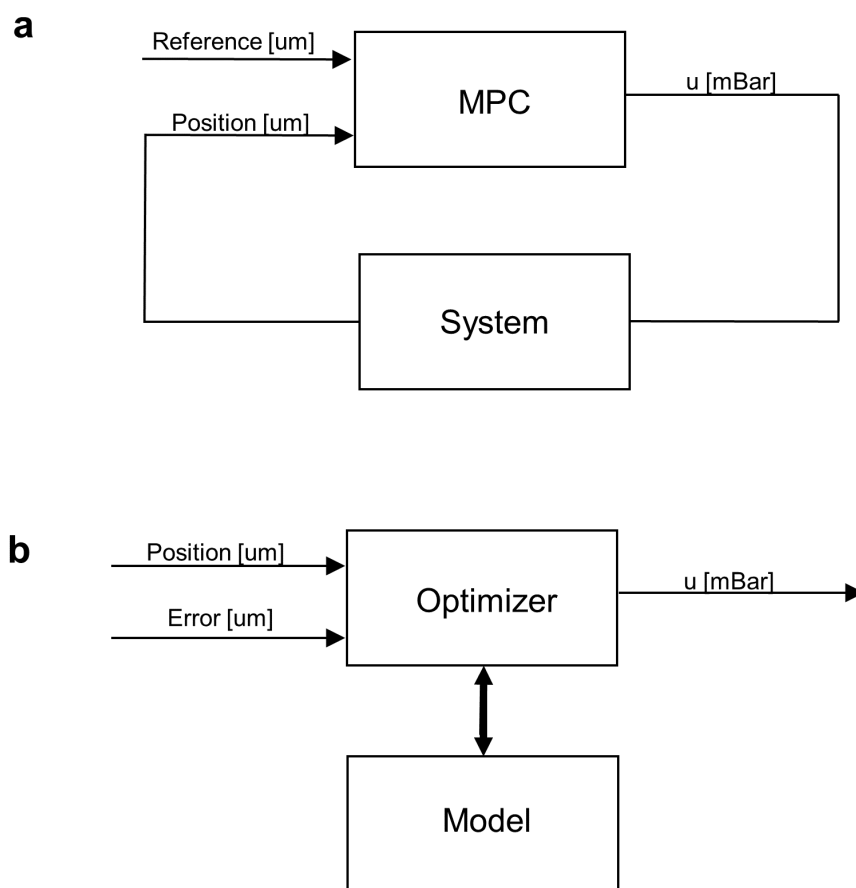 a
Reference [um]
MPC
u [mBar]
Position [um]
System
b
Position [um]
Optimizer
u [mBar]
Error [um]
Model